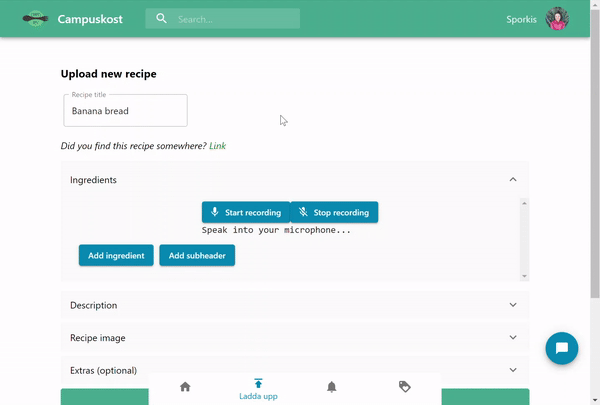 Campuskost
Search...
Sporkis
Upload new recipe
Recipe title
Banana bread
Did you find this recipe somewhere? Link
Ingredients
Start recording
Stop recording
Speak into your microphone...
Add ingredient
Add subheader
Description
Recipe image
Extras (optional)
Ladda upp